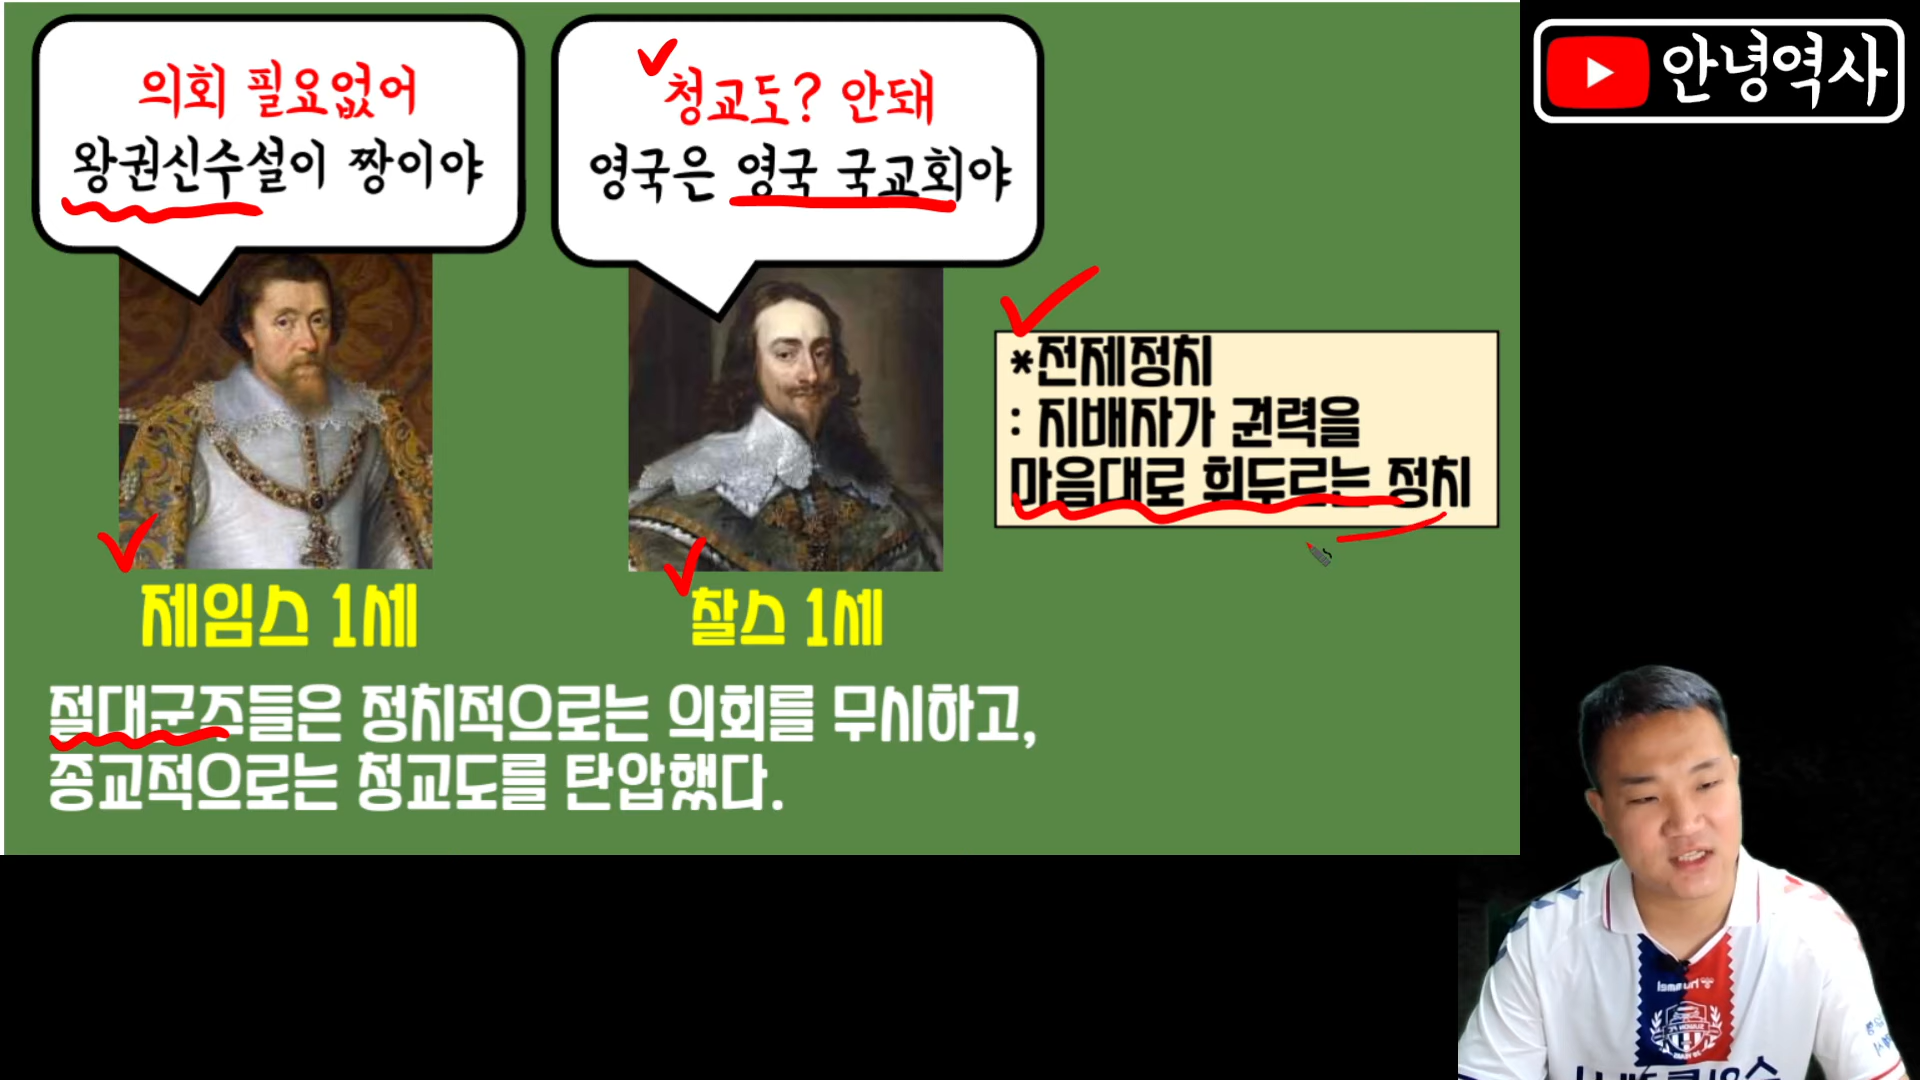 의회 필요없어
왕권신수설이 짱이야
청교도? 안돼
영국은 영국 국교회야
안녕역사
*전제정치
: 지배자가 권력을
마음대로 휘두르는 정치
제임스 1세
찰스 1세
절대군주들은 정치적으로는 의회를 무시하고,
종교적으로는 청교도를 탄압했다.
hummel